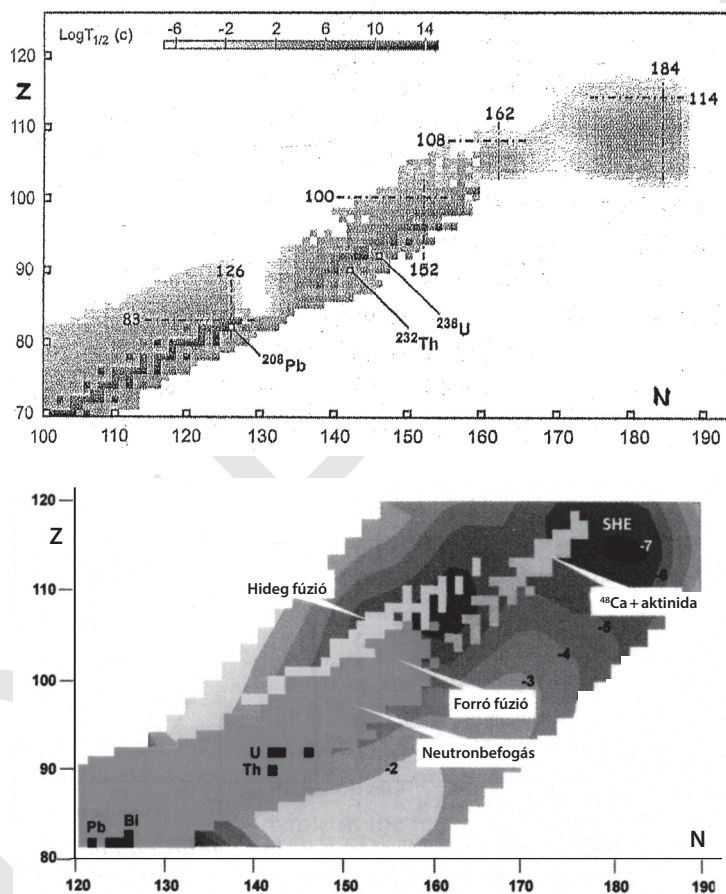 LogT1/2 (c)
-6 -2 2 6 10 14
120
Z
184
114
110
162
108
100
100
90
126
152
83
238U
232Th
80
208Pb
N
70
100 110 120 130 140 150 160 170 180 190
120
Z
SHE
-7
Hideg fúzió
-6
110
48Ca + aktinida
-5
-4
100
-3
Forró fúzió
Neutronbefogás
U
Th
-2
90
Pb Bi
N
80
120 130 140 150 160 170 180 190